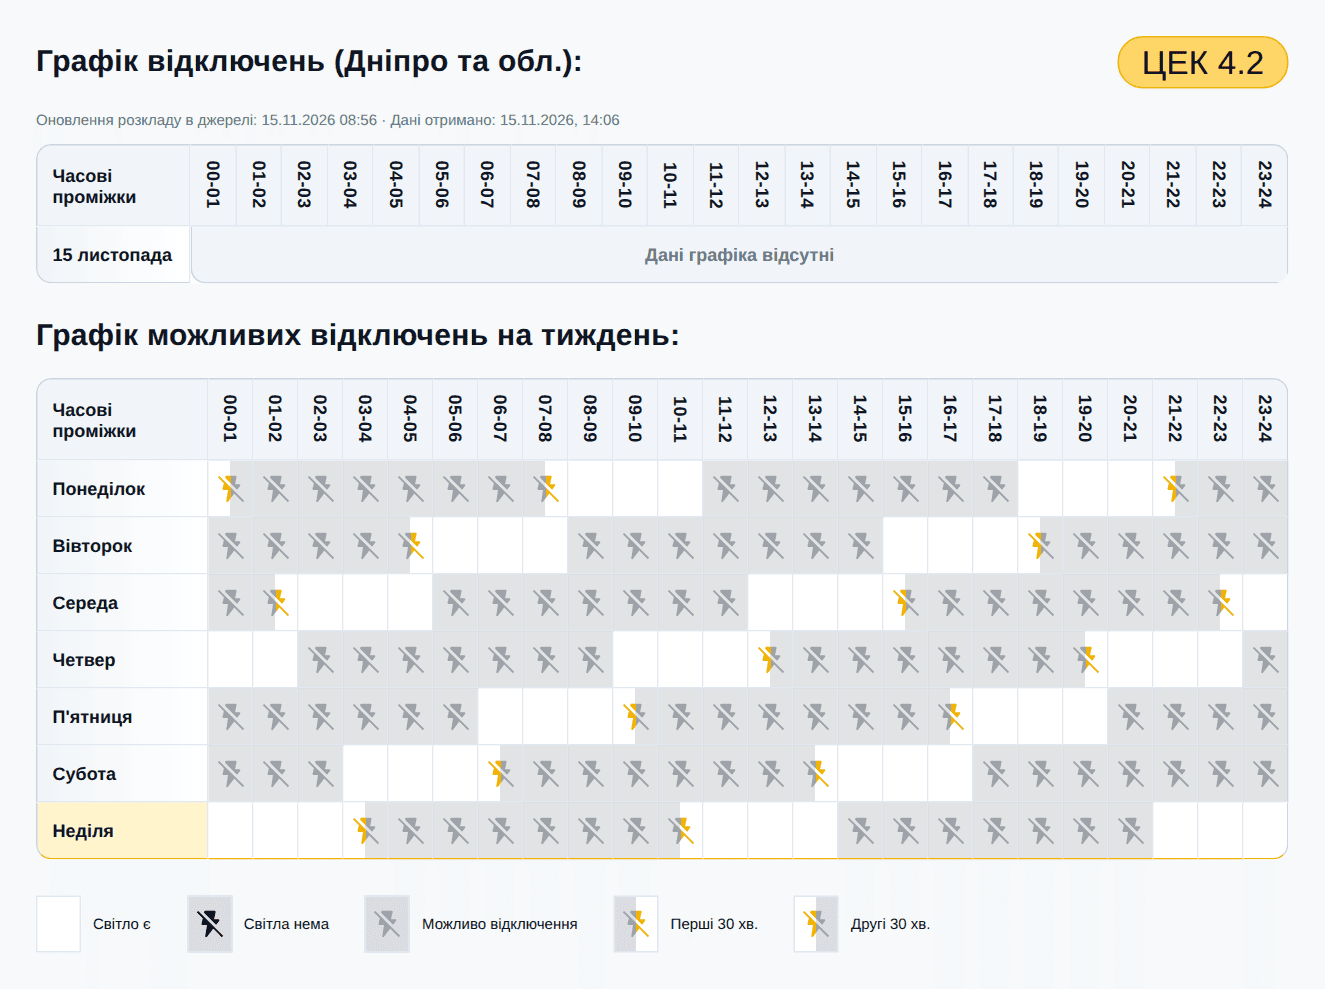 Графік відключень (Дніпро та обл.):
ЦЕК 4.2
Оновлення розкладу в джерелі: 15.11.2026 08:56 · Дані отримано: 15.11.2026, 14:06
Часові
проміжки
00-01 01-02 02-03 03-04 04-05 05-06 06-07 07-08 08-09 09-10 10-11 11-12 12-13 13-14 14-15 15-16 16-17 17-18 18-19 19-20 20-21 21-22 22-23 23-24
15 листопада
Дані графіка відсутні
Графік можливих відключень на тиждень:
Часові
проміжки
00-01 01-02 02-03 03-04 04-05 05-06 06-07 07-08 08-09 09-10 10-11 11-12 12-13 13-14 14-15 15-16 16-17 17-18 18-19 19-20 20-21 21-22 22-23 23-24
Понеділок
Вівторок
Середа
Четвер
П'ятниця
Субота
Неділя
Світло є
Світла нема
Можливо відключення
Перші 30 хв.
Другі 30 хв.